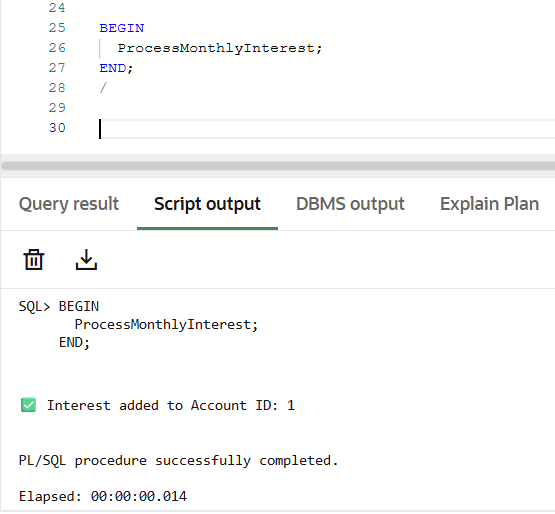 24
25 BEGIN
26 ProcessMonthlyInterest;
27 END;
28 /
29
30
Query result Script output DBMS output Explain Plan
SQL> BEGIN
ProcessMonthlyInterest;
END;
✅ Interest added to Account ID: 1
PL/SQL procedure successfully completed.
Elapsed: 00:00:00.014